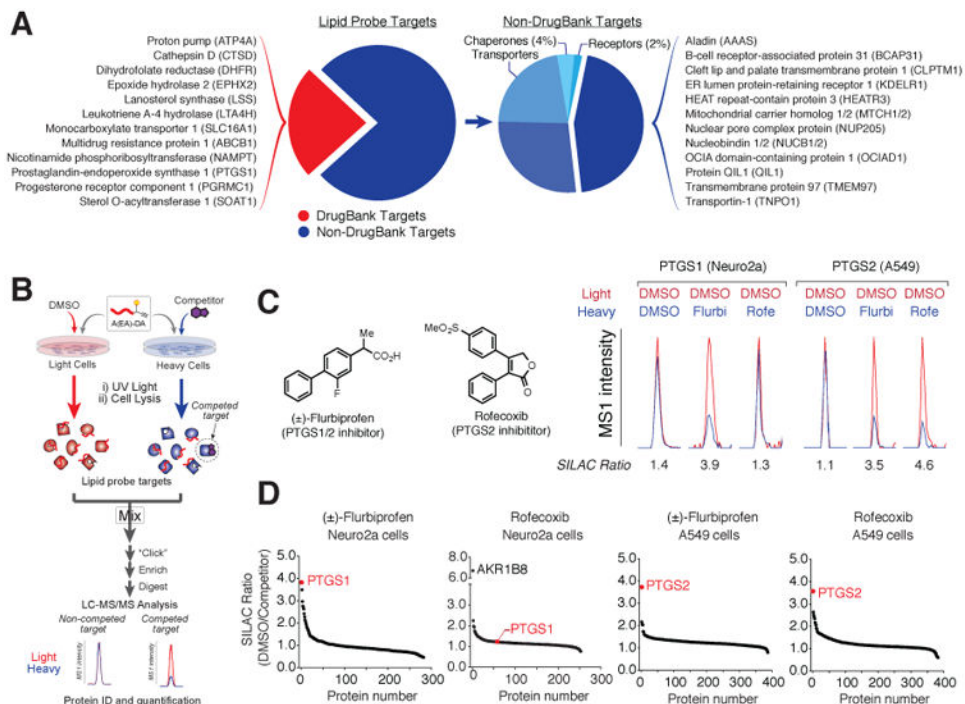 A
Lipid Probe Targets
Non-DrugBank Targets
Proton pump (ATP4A)
Cathepsin D (CTSD)
Dihydrofolate reductase (DHFR)
Epoxide hydrolase 2 (EPHX2)
Lanosterol synthase (LSS)
Leukotriene A-4 hydrolase (LTA4H)
Monocarboxylate transporter 1 (SLC16A1)
Multidrug resistance protein 1 (ABCB1)
Nicotinamide phosphoribosyltransferase (NAMPT)
Prostaglandin-endoperoxide synthase 1 (PTGS1)
Progesterone receptor component 1 (PGRMC1)
Sterol O-acyltransferase 1 (SOAT1)
DrugBank Targets
Non-DrugBank Targets
Chaperones (4%)
Transporters
Receptors (2%)
Aladin (AAAS)
B-cell receptor-associated protein 31 (BCAP31)
Cleft lip and palate transmembrane protein 1 (CLPTM1)
ER lumen protein-retaining receptor 1 (KDELR1)
HEAT repeat-contain protein 3 (HEATR3)
Mitochondrial carrier homolog 1/2 (MTCH1/2)
Nuclear pore complex protein (NUP205)
Nucleobindin 1/2 (NUCB1/2)
OCIA domain-containing protein 1 (OCIAD1)
Protein QIL1 (QIL1)
Transmembrane protein 97 (TMEM97)
Transportin-1 (TNPO1)
B
DMSO
A(EA)-DA
Competitor
Light Cells
Heavy Cells
i) UV Light
ii) Cell Lysis
Competed
target
Lipid probe targets
Mix
"Click"
Enrich
Digest
LC-MS/MS Analysis
Non-competed
target
Competed
target
Light
Heavy
MS1 intensity
MS1 intensity
Protein ID and quantification
C
Me
CO2H
F
(±)-Flurbiprofen
(PTGS1/2 inhibitor)
MeO2S
O
O
Rofecoxib
(PTGS2 inhibititor)
PTGS1 (Neuro2a)
PTGS2 (A549)
Light DMSO DMSO DMSO DMSO DMSO DMSO
Heavy DMSO Flurbi Rofe DMSO Flurbi Rofe
MS1 intensity
SILAC Ratio 1.4 3.9 1.3 1.1 3.5 4.6
D
SILAC Ratio
(DMSO/Competitor)
(±)-Flurbiprofen
Neuro2a cells
5.0
4.0
3.0
2.0
1.0
0
PTGS1
0 100 200 300
Protein number
Rofecoxib
Neuro2a cells
8.0
6.0
3.0
2.0
1.0
0
AKR1B8
PTGS1
0 100 200 300
Protein number
(±)-Flurbiprofen
A549 cells
5.0
4.0
3.0
2.0
1.0
0
PTGS2
0 100 200 300 400
Protein number
Rofecoxib
A549 cells
5.0
4.0
3.0
2.0
1.0
0
PTGS2
0 100 200 300 400
Protein number